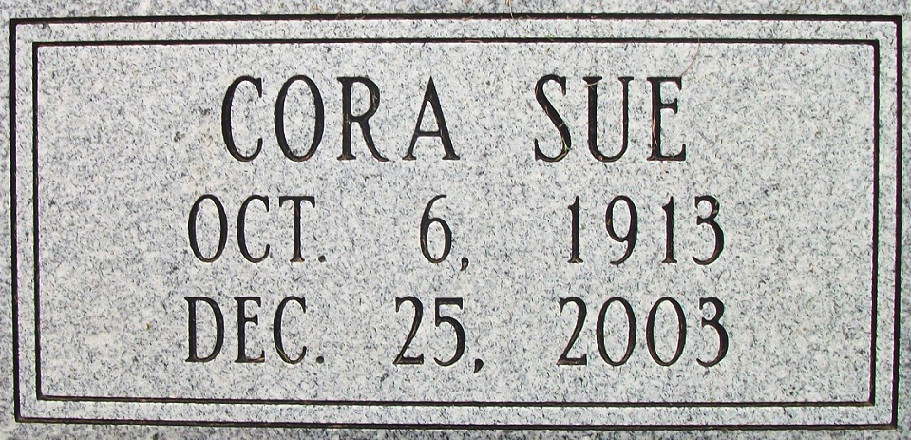 CORA SUE
OCT. 6, 1913
DEC. 25, 2003